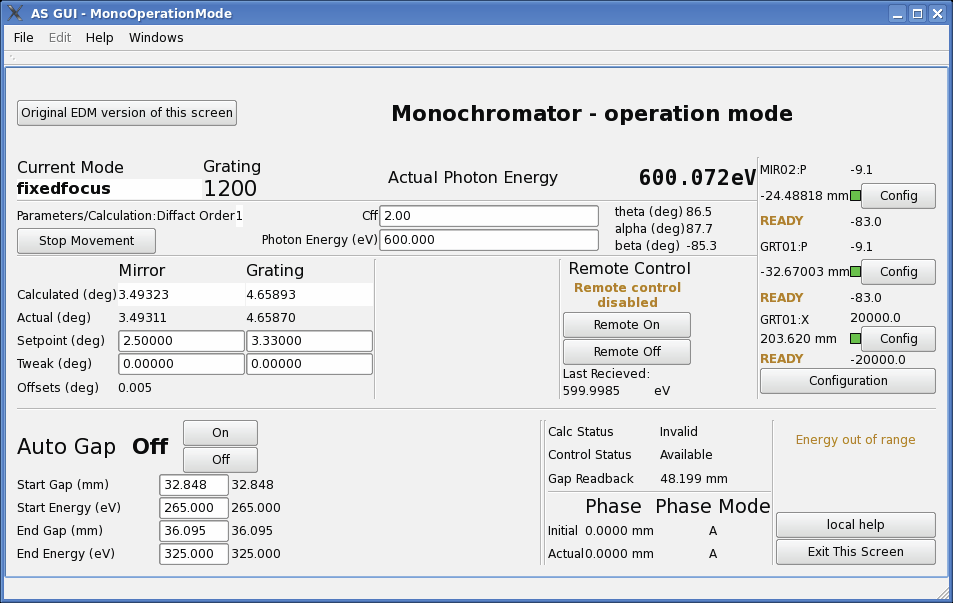 AS GUI - MonoOperationMode
File Edit Help Windows
Original EDM version of this screen
Monochromator - operation mode
Current Mode
fixedfocus
Grating
1200
Actual Photon Energy 600.072eV
Parameters/Calculation:Diffact Order1
Stop Movement
Cff 2.00
Photon Energy (eV) 600.000
theta (deg) 86.5
alpha (deg)87.7
beta (deg) -85.3
MIR02:P -9.1
-24.48818 mm Config
READY -83.0
GRT01:P -9.1
-32.67003 mm Config
READY -83.0
GRT01:X 20000.0
203.620 mm Config
READY -20000.0
Configuration
Mirror Grating
Calculated (deg) 3.49323 4.65893
Actual (deg) 3.49311 4.65870
Setpoint (deg) 2.50000 3.33000
Tweak (deg) 0.00000 0.00000
Offsets (deg) 0.005
Remote Control
Remote control
disabled
Remote On
Remote Off
Last Recieved:
599.9985 eV
Auto Gap Off
On
Off
Start Gap (mm) 32.848 32.848
Start Energy (eV) 265.000 265.000
End Gap (mm) 36.095 36.095
End Energy (eV) 325.000 325.000
Calc Status Invalid
Control Status Available
Gap Readback 48.199 mm
Phase Phase Mode
Initial 0.0000 mm A
Actual0.0000 mm A
Energy out of range
local help
Exit This Screen